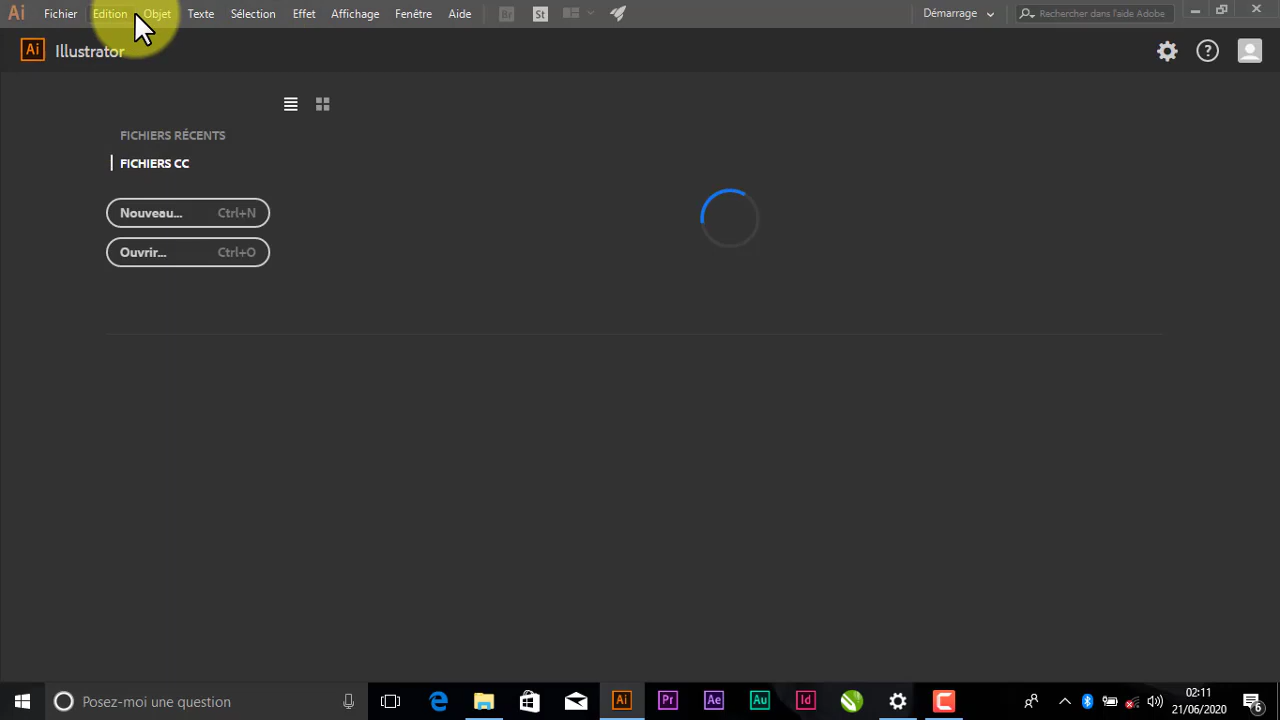 Ai Fichier Edition Objet Texte Sélection Effet Affichage Fenêtre Aide Br St Démarrage Rechercher dans l'aide Adobe
Ai Illustrator
FICHIERS RÉCENTS
FICHIERS CC
Nouveau... Ctrl+N
Ouvrir... Ctrl+O
Posez-moi une question
Ai Pr Ae Au Id
02:11
21/06/2020
6